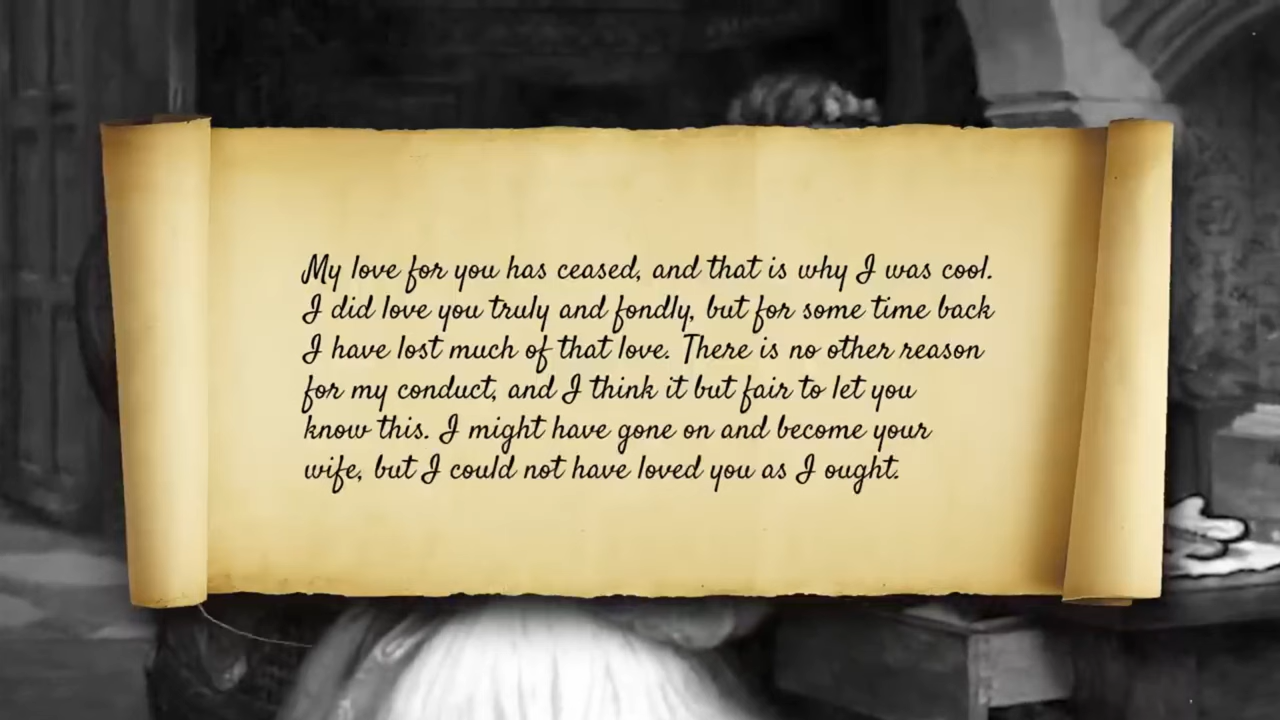 My love for you has ceased, and that is why I was cool.
I did love you truly and fondly, but for some time back
I have lost much of that love. There is no other reason
for my conduct, and I think it but fair to let you
know this. I might have gone on and become your
wife, but I could not have loved you as I ought.